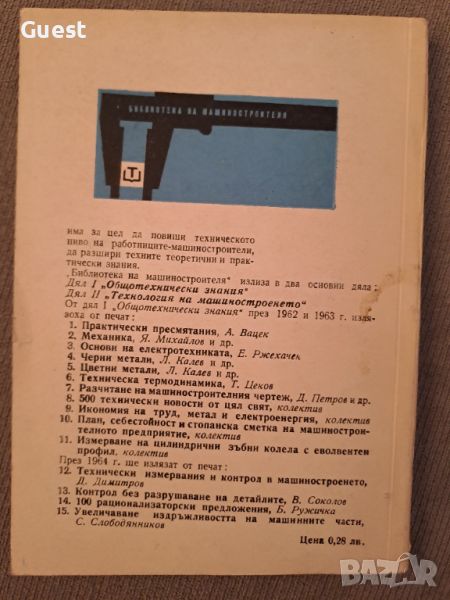 Guest
БИБЛИОТЕКА НА МАШИНОСТРОИТЕЛЯ
Т
има за цел да повиши техническото
ниво на работниците-машиностроители,
да разшири техните теоретични и прак-
тически знания.
„Библиотека на машиностроителя“ излиза в два основни дяла:
Дял I „Общотехнически знания“
Дял II „Технология на машиностроенето“
От дял I „Общотехнически знания“ през 1962 и 1963 г. изля-
воха от печат:
1. Практически пресмятания, А. Вацек
2. Механика, Я. Михайлов и др.
3. Основи на електротехниката, Е. Ржехачек
4. Черни метали, Л. Калев и др.
5. Цветни метали, Л. Калев и др.
6. Техническа термодинамика, Т. Цеков
7. Разчитане на машиностроителния чертеж, Д. Петров и др.
8. 500 технически новости от цял свят, колектив
9. Икономия на труд, метал и електроенергия, колектив
10. План, себестойност и стопанска сметка на машинострои-
телното предприятие, колектив
11. Измерване на цилиндрични зъбни колела с еволвентен
профил, колектив
През 1964 г. ще излязат от печат:
12. Технически измервания и контрол в машиностроенето,
Д. Димитров
13. Контрол без разрушаване на детайлите, В. Соколов
14. 100 рационализаторски предложения, Б. Ружичка
15. Увеличаване издръжливостта на машинните части,
С. Слободянников
Цена 0,28 лв.
bazar.bg